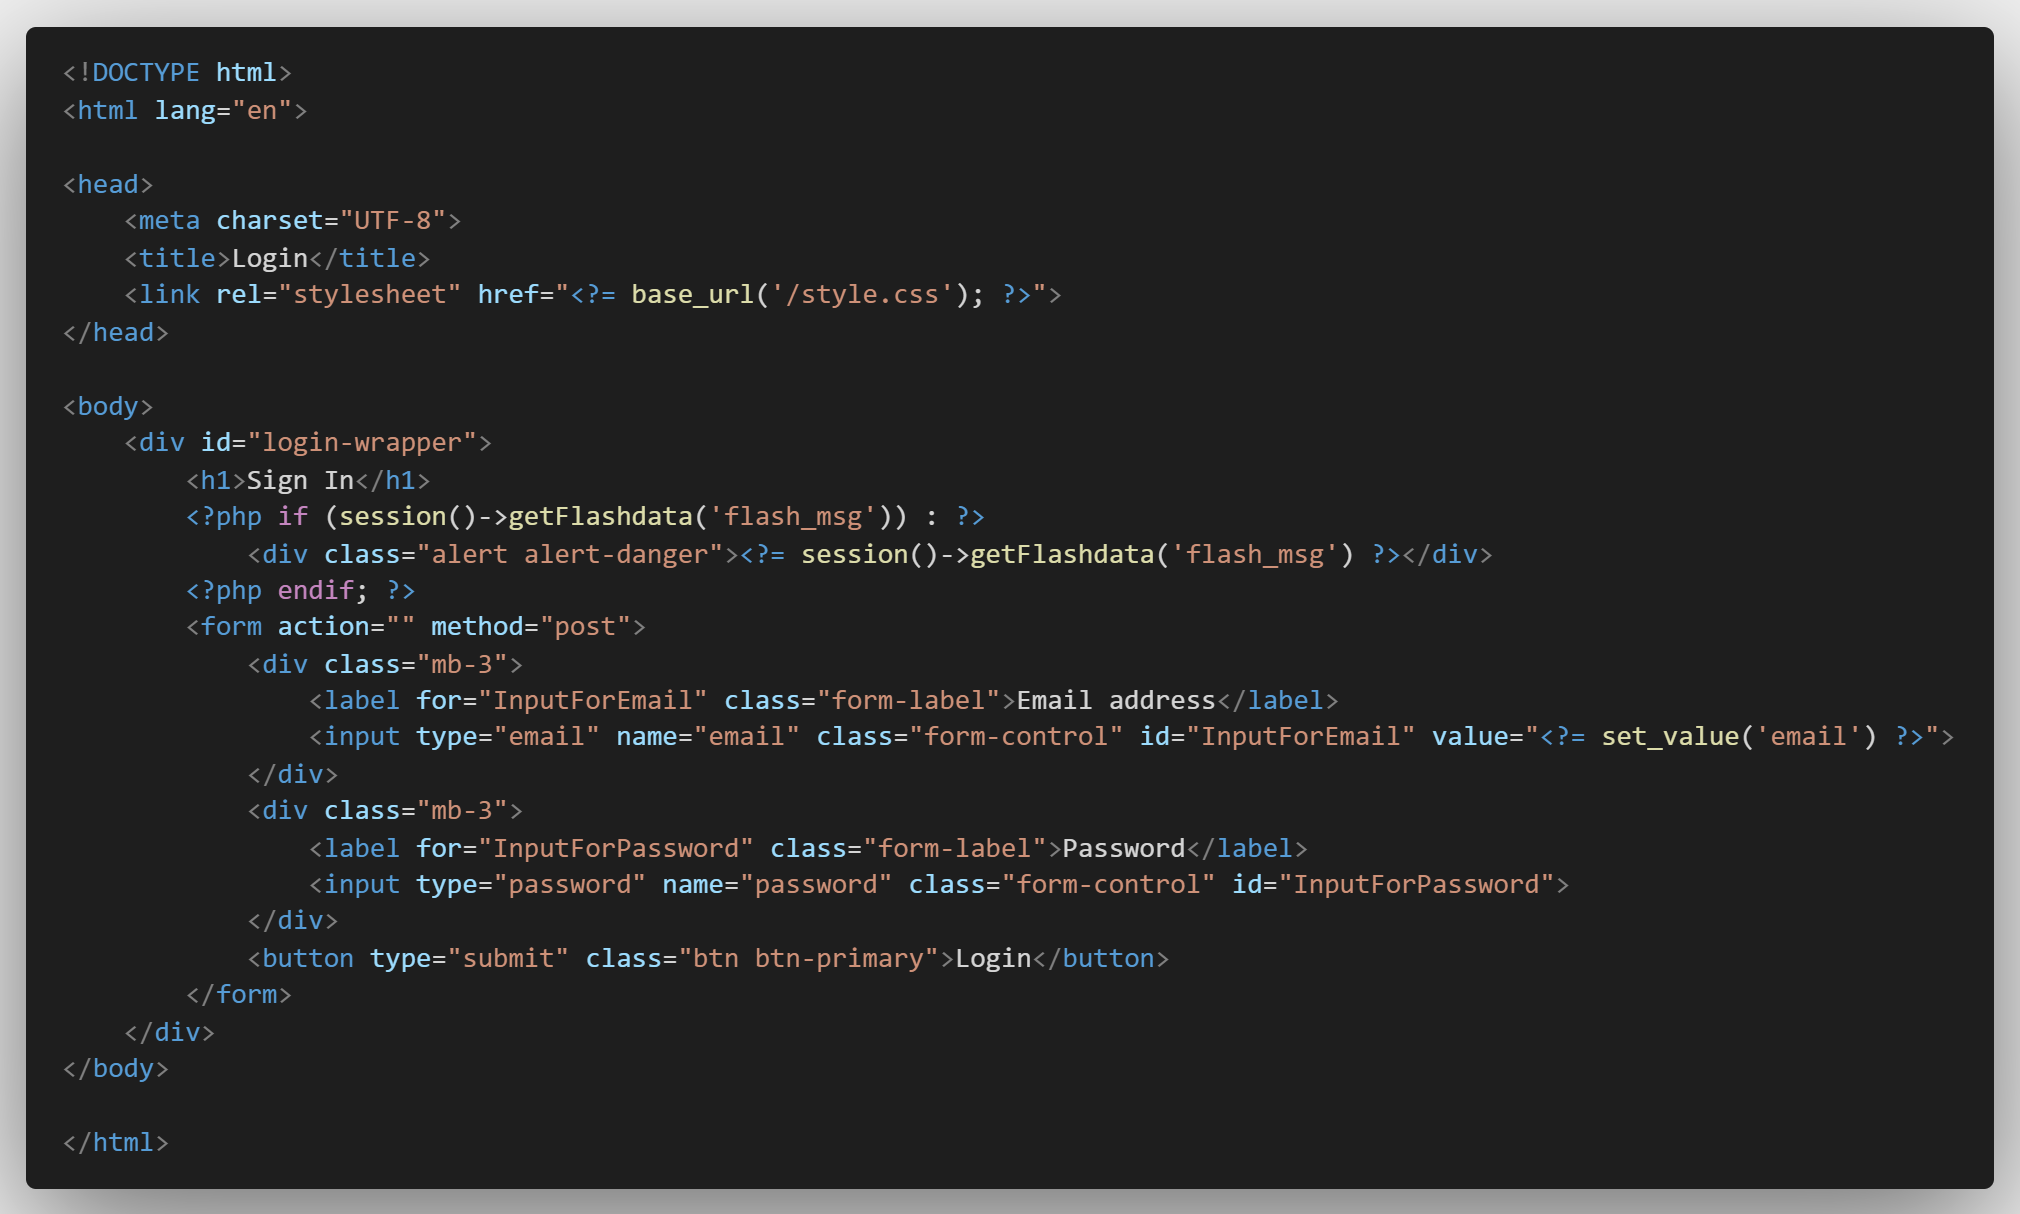 <!DOCTYPE html>
<html lang="en">

<head>
    <meta charset="UTF-8">
    <title>Login</title>
    <link rel="stylesheet" href="<?= base_url('/style.css'); ?>">
</head>

<body>
    <div id="login-wrapper">
        <h1>Sign In</h1>
        <?php if (session()->getFlashdata('flash_msg')) : ?>
            <div class="alert alert-danger"><?= session()->getFlashdata('flash_msg') ?></div>
        <?php endif; ?>
        <form action="" method="post">
            <div class="mb-3">
                <label for="InputForEmail" class="form-label">Email address</label>
                <input type="email" name="email" class="form-control" id="InputForEmail" value="<?= set_value('email') ?>">
            </div>
            <div class="mb-3">
                <label for="InputForPassword" class="form-label">Password</label>
                <input type="password" name="password" class="form-control" id="InputForPassword">
            </div>
            <button type="submit" class="btn btn-primary">Login</button>
        </form>
    </div>
</body>

</html>